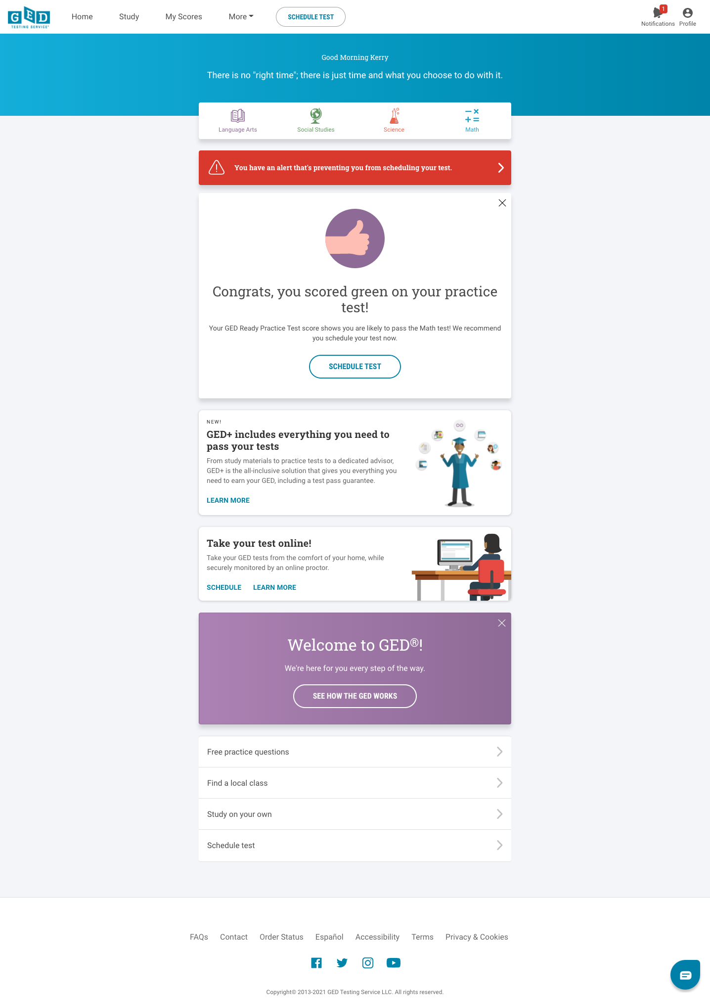 GED
TESTING SERVICE®
Home
Study
My Scores
More
SCHEDULE TEST
1
Notifications
Profile
Good Morning Kerry
There is no "right time"; there is just time and what you choose to do with it.
Language Arts
Social Studies
Science
Math
You have an alert that's preventing you from scheduling your test.
Congrats, you scored green on your practice
test!
Your GED Ready Practice Test score shows you are likely to pass the Math test! We recommend
you schedule your test now.
SCHEDULE TEST
NEW!
GED+ includes everything you need to
pass your tests
From study materials to practice tests to a dedicated advisor,
GED+ is the all-inclusive solution that gives you everything you
need to earn your GED, including a test pass guarantee.
LEARN MORE
Take your test online!
Take your GED tests from the comfort of your home, while
securely monitored by an online proctor.
SCHEDULE
LEARN MORE
Welcome to GED®!
We're here for you every step of the way.
SEE HOW THE GED WORKS
Free practice questions
Find a local class
Study on your own
Schedule test
FAQs
Contact
Order Status
Español
Accessibility
Terms
Privacy & Cookies
Copyright© 2013-2021 GED Testing Service LLC. All rights reserved.